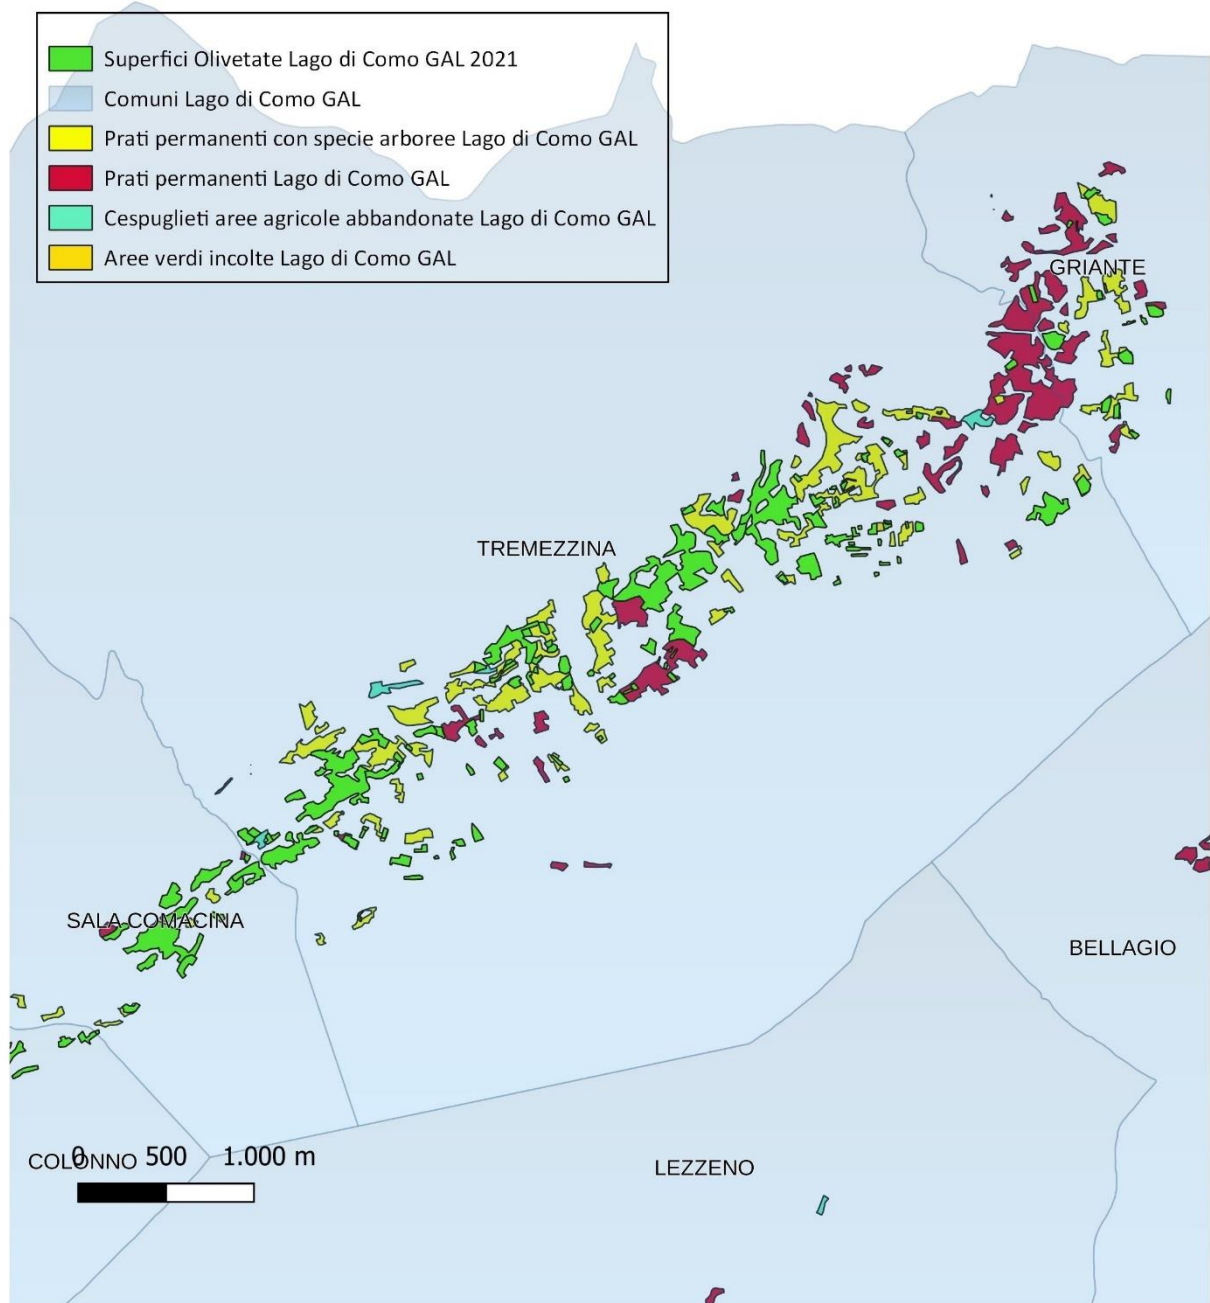 Superfici Olivetate Lago di Como GAL 2021
Comuni Lago di Como GAL
Prati permanenti con specie arboree Lago di Como GAL
Prati permanenti Lago di Como GAL
Cespuglieti aree agricole abbandonate Lago di Como GAL
Aree verdi incolte Lago di Como GAL
GRIANTE
TREMEZZINA
SALA COMACINA
BELLAGIO
COLONNO
0 500 1.000 m
LEZZENO